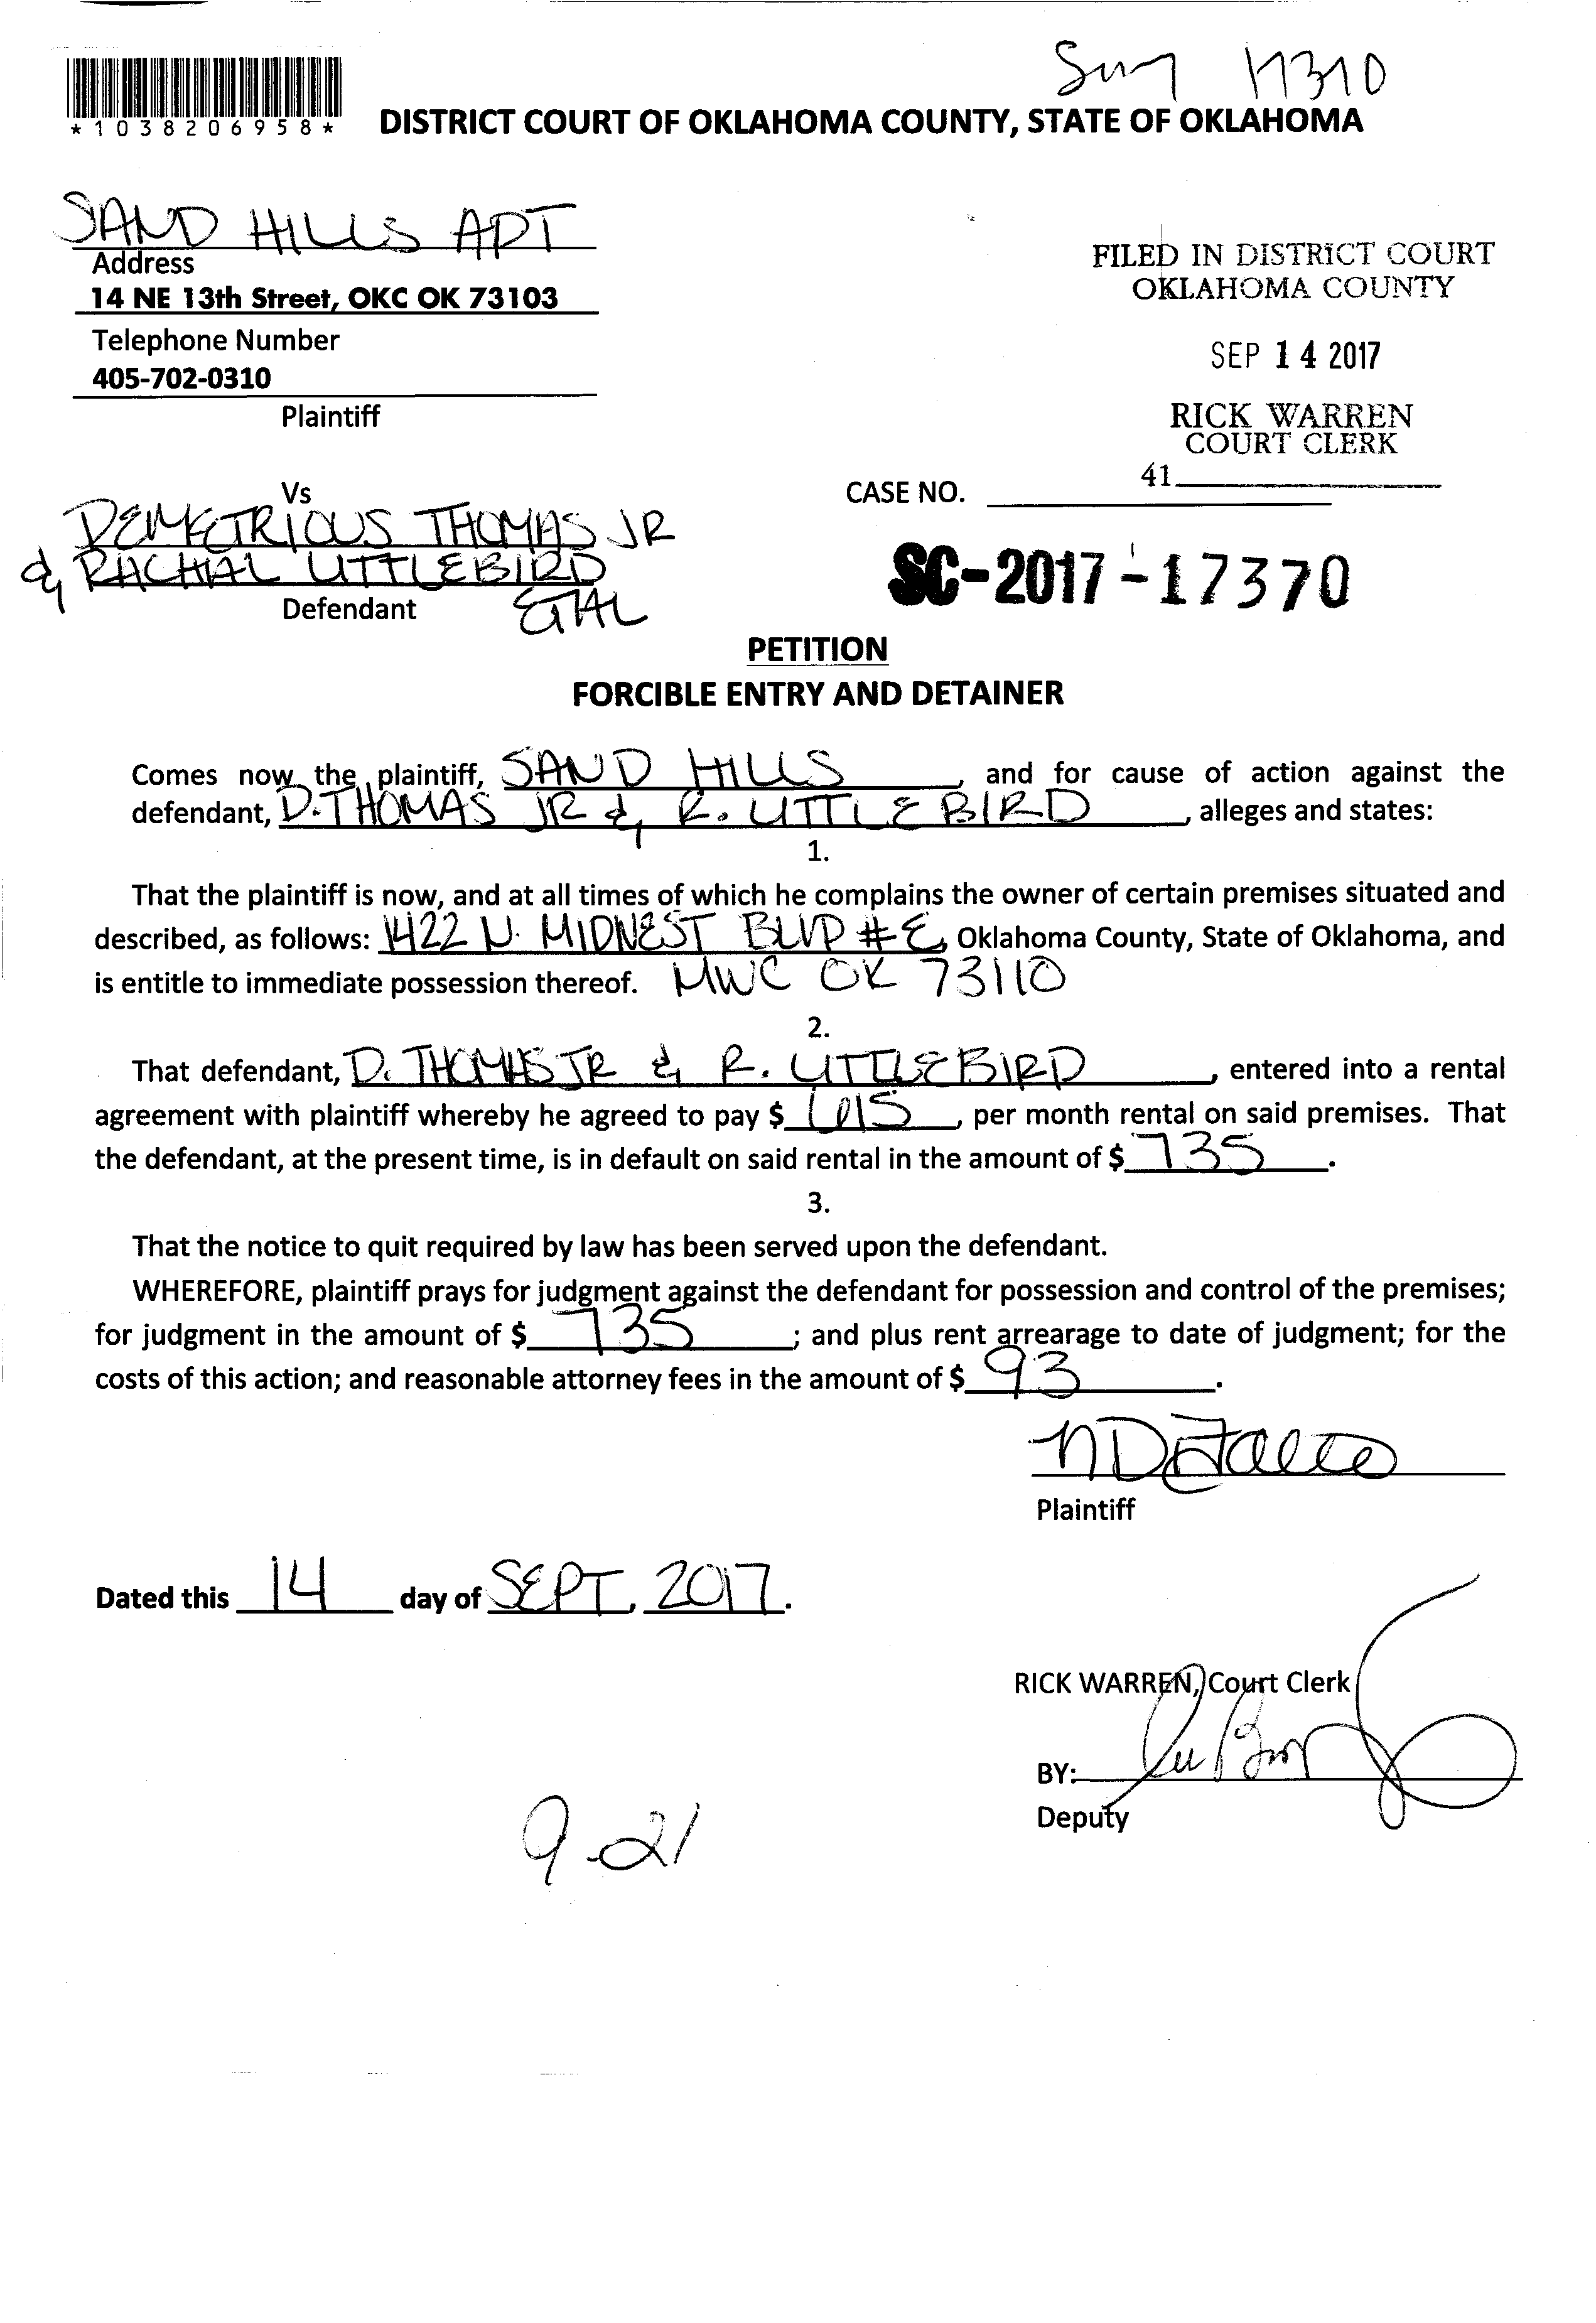 17310
*1038206958*
DISTRICT COURT OF OKLAHOMA COUNTY, STATE OF OKLAHOMA
SAND HILLS APT
Address
14 NE 13th Street, OKC OK 73103
Telephone Number
405-702-0310
Plaintiff
FILED IN DISTRICT COURT
OKLAHOMA COUNTY
SEP 14 2017
RICK WARREN
COURT CLERK
41
Vs
DEMETRIOUS THOMAS JR
& RACHAL LITTLEBIRD
ETAL
Defendant
CASE NO.
SC-2017-17370
PETITION
FORCIBLE ENTRY AND DETAINER
Comes now the plaintiff, SAND HILLS, and for cause of action against the
defendant, D. THOMAS JR & R. LITTLEBIRD, alleges and states:
1.
That the plaintiff is now, and at all times of which he complains the owner of certain premises situated and
described, as follows: 1422 N. MIDWEST BLVD #E, Oklahoma County, State of Oklahoma, and
is entitle to immediate possession thereof. MWC OK 73110
2.
That defendant, D. THOMAS JR & R. LITTLEBIRD, entered into a rental
agreement with plaintiff whereby he agreed to pay $ 615, per month rental on said premises. That
the defendant, at the present time, is in default on said rental in the amount of $ 735.
3.
That the notice to quit required by law has been served upon the defendant.
WHEREFORE, plaintiff prays for judgment against the defendant for possession and control of the premises;
for judgment in the amount of $ 735; and plus rent arrearage to date of judgment; for the
costs of this action; and reasonable attorney fees in the amount of $ 93.
Plaintiff
Dated this 14 day of SEPT, 2017.
RICK WARREN, Court Clerk
BY:
Deputy
9-21